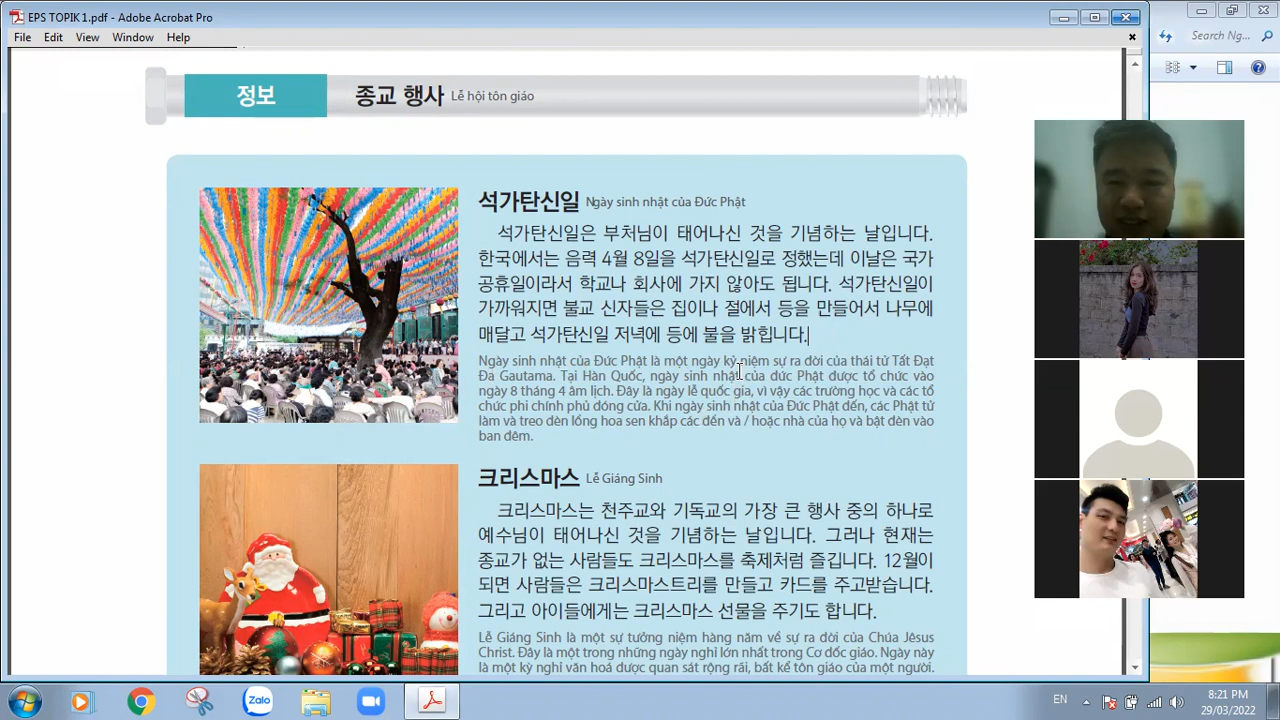 EPS TOPIK 1.pdf - Adobe Acrobat Pro
File Edit View Window Help
Search Ng...
정보
종교 행사 Lễ hội tôn giáo
석가탄신일 Ngày sinh nhật của Đức Phật
석가탄신일은 부처님이 태어나신 것을 기념하는 날입니다.
한국에서는 음력 4월 8일을 석가탄신일로 정했는데 이날은 국가
공휴일이라서 학교나 회사에 가지 않아도 됩니다. 석가탄신일이
가까워지면 불교 신자들은 집이나 절에서 등을 만들어서 나무에
매달고 석가탄신일 저녁에 등에 불을 밝힙니다.
Ngày sinh nhật của Đức Phật là một ngày kỷ niệm sự ra đời của thái tử Tất Đạt
Đa Gautama. Tại Hàn Quốc, ngày sinh nhật của đức Phật được tổ chức vào
ngày 8 tháng 4 âm lịch. Đây là ngày lễ quốc gia, vì vậy các trường học và các tổ
chức phi chính phủ đóng cửa. Khi ngày sinh nhật của Đức Phật đến, các Phật tử
làm và treo đèn lồng hoa sen khắp các đền và / hoặc nhà của họ và bật đèn vào
ban đêm.
크리스마스 Lễ Giáng Sinh
크리스마스는 천주교와 기독교의 가장 큰 행사 중의 하나로
예수님이 태어나신 것을 기념하는 날입니다. 그러나 현재는
종교가 없는 사람들도 크리스마스를 축제처럼 즐깁니다. 12월이
되면 사람들은 크리스마스트리를 만들고 카드를 주고받습니다.
그리고 아이들에게는 크리스마스 선물을 주기도 합니다.
Lễ Giáng Sinh là một sự tưởng niệm hàng năm về sự ra đời của Chúa Jêsus
Christ. Đây là một trong những ngày nghỉ lớn nhất trong Cơ đốc giáo. Ngày này
là một kỳ nghỉ văn hoá được quan sát rộng rãi, bất kể tôn giáo của một người.
Zalo
EN
8:21 PM
29/03/2022